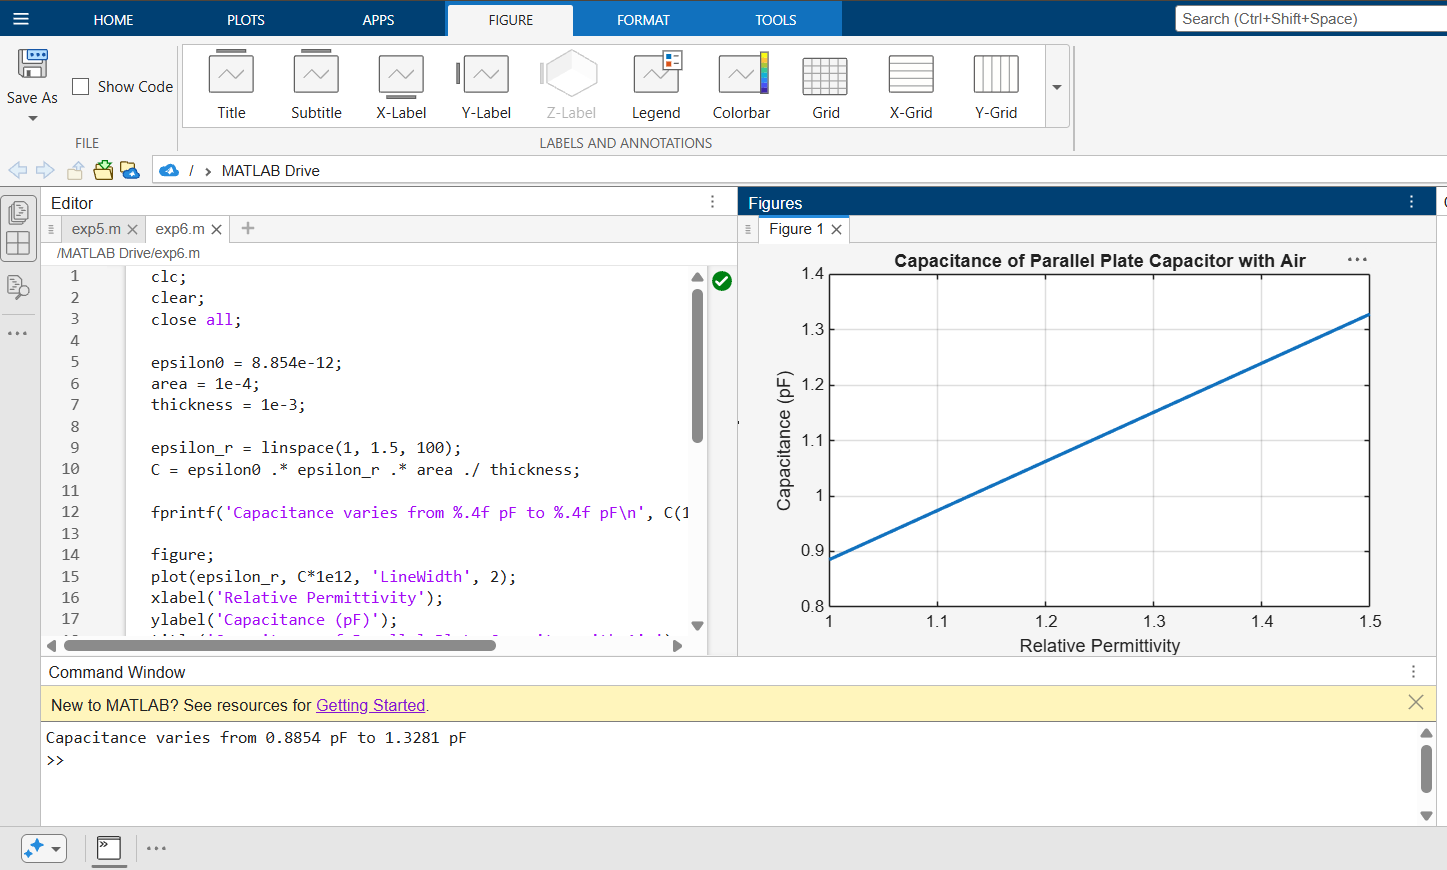 HOME PLOTS APPS FIGURE FORMAT TOOLS Search (Ctrl+Shift+Space)
Save As Show Code Title Subtitle X-Label Y-Label Z-Label Legend Colorbar Grid X-Grid Y-Grid
FILE LABELS AND ANNOTATIONS
/ › MATLAB Drive
Editor
exp5.m exp6.m
/MATLAB Drive/exp6.m
1 clc;
2 clear;
3 close all;
4
5 epsilon0 = 8.854e-12;
6 area = 1e-4;
7 thickness = 1e-3;
8
9 epsilon_r = linspace(1, 1.5, 100);
10 C = epsilon0 .* epsilon_r .* area ./ thickness;
11
12 fprintf('Capacitance varies from %.4f pF to %.4f pF\n', C(1
13
14 figure;
15 plot(epsilon_r, C*1e12, 'LineWidth', 2);
16 xlabel('Relative Permittivity');
17 ylabel('Capacitance (pF)');
Figures
Figure 1
Capacitance of Parallel Plate Capacitor with Air
1.4
1.3
1.2
1.1
1
0.9
0.8
Capacitance (pF)
1 1.1 1.2 1.3 1.4 1.5
Relative Permittivity
Command Window
New to MATLAB? See resources for Getting Started.
Capacitance varies from 0.8854 pF to 1.3281 pF
>>